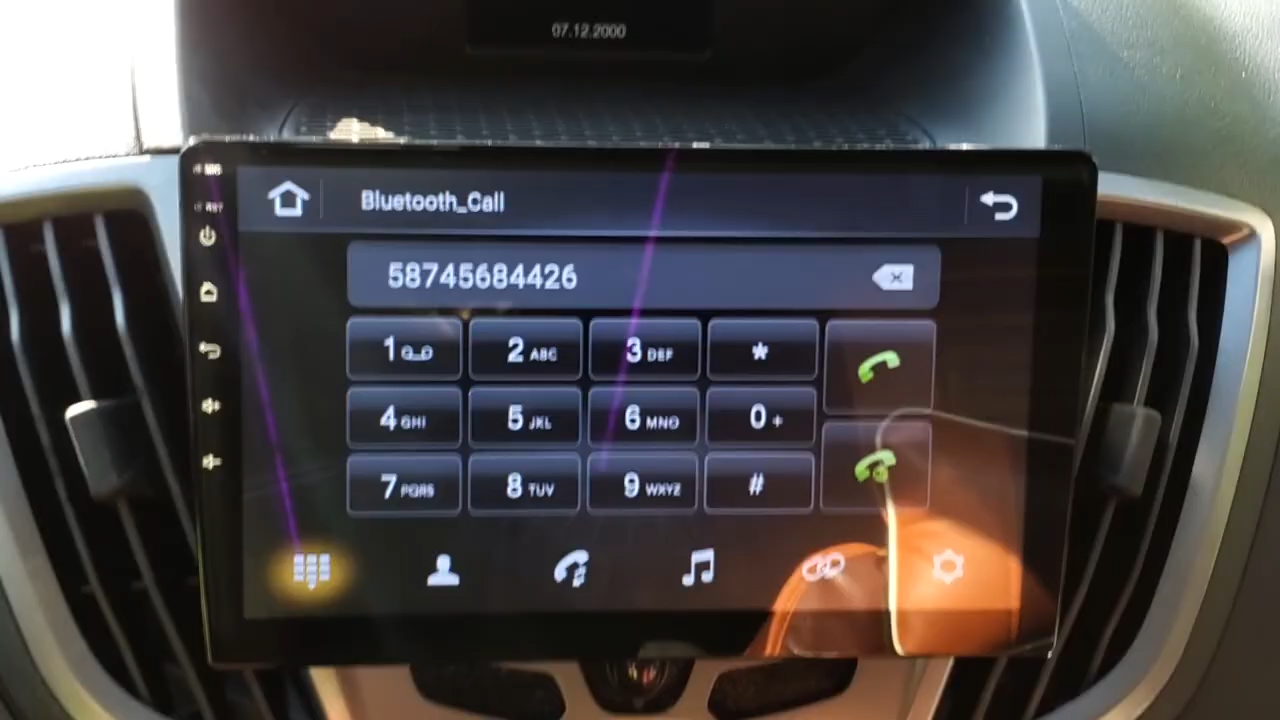 07.12.2000
Bluetooth_Call
58745684426
1 2 ABC 3 DEF *
4 GHI 5 JKL 6 MNO 0 +
7 PQRS 8 TUV 9 WXYZ #